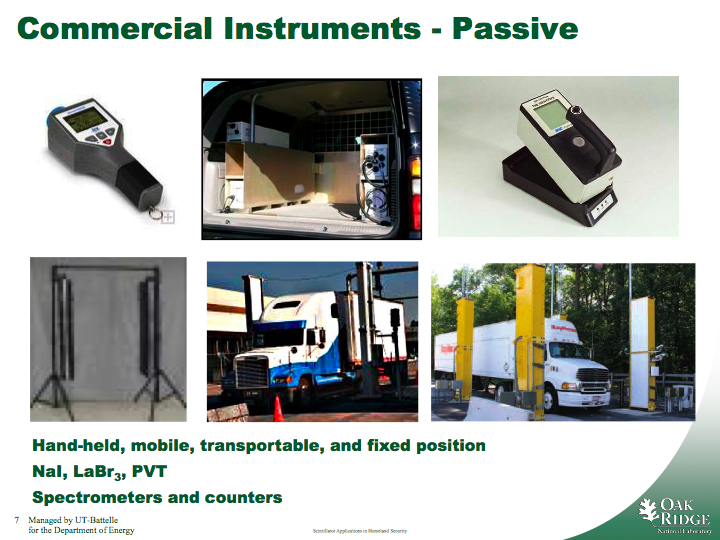 Commercial Instruments - Passive
Hand-held, mobile, transportable, and fixed position
NaI, LaBr₃, PVT
Spectrometers and counters
7 Managed by UT-Battelle
for the Department of Energy
Scintillator Applications in Homeland Security
OAK
RIDGE
National Laboratory